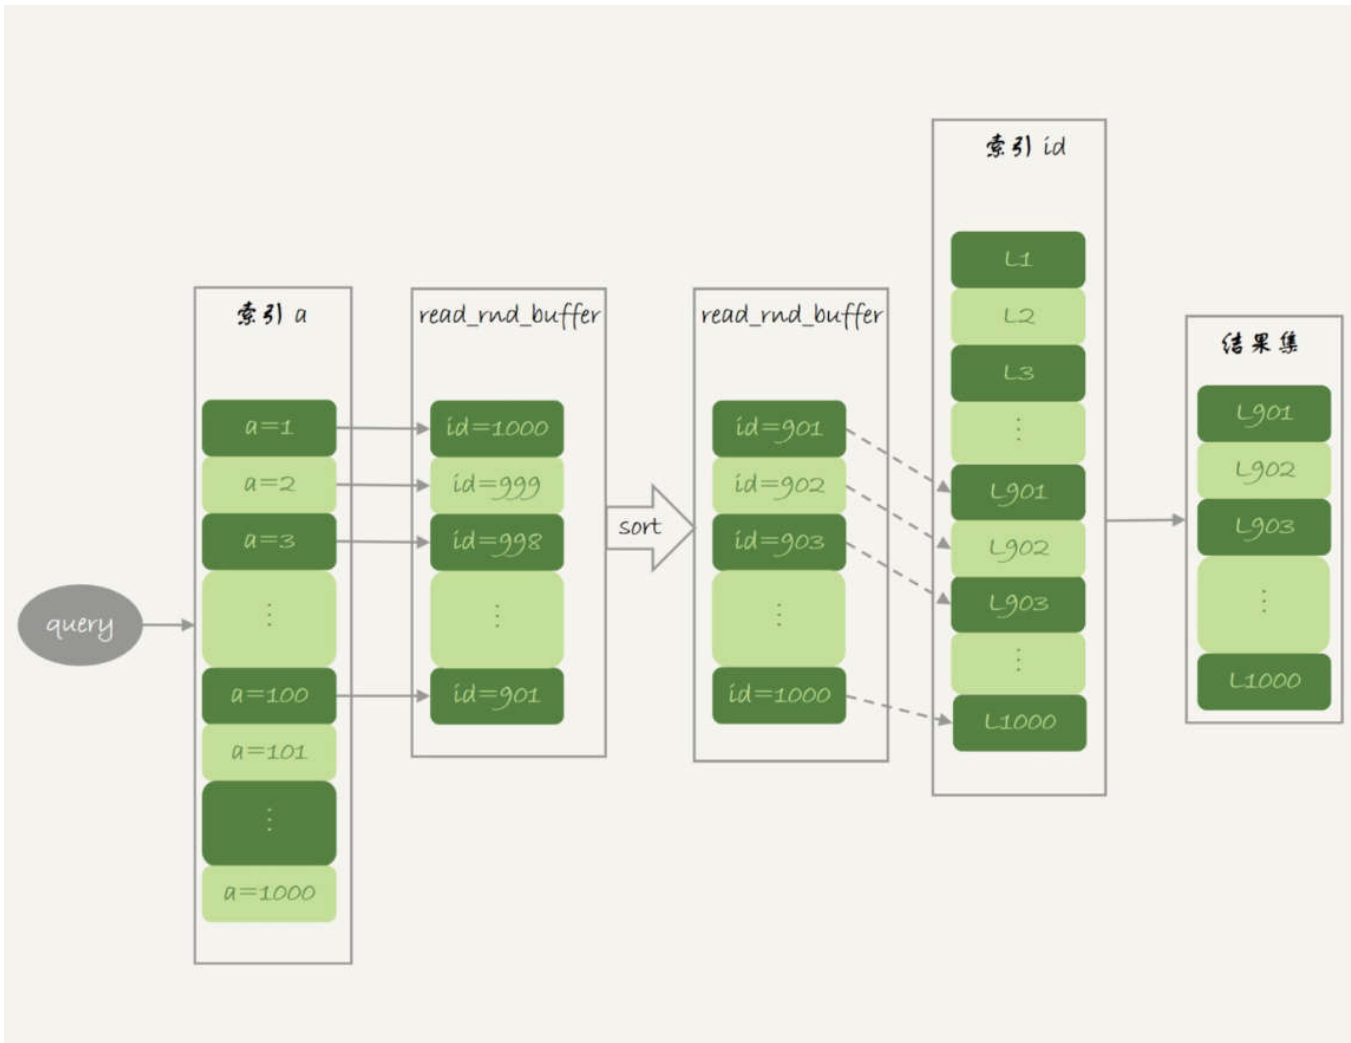 query
索引 a
a=1
a=2
a=3
⋮
a=100
a=101
⋮
a=1000
read_rnd_buffer
id=1000
id=999
id=998
⋮
id=901
sort
read_rnd_buffer
id=901
id=902
id=903
⋮
id=1000
索引 id
L1
L2
L3
⋮
L901
L902
L903
⋮
L1000
结果集
L901
L902
L903
⋮
L1000